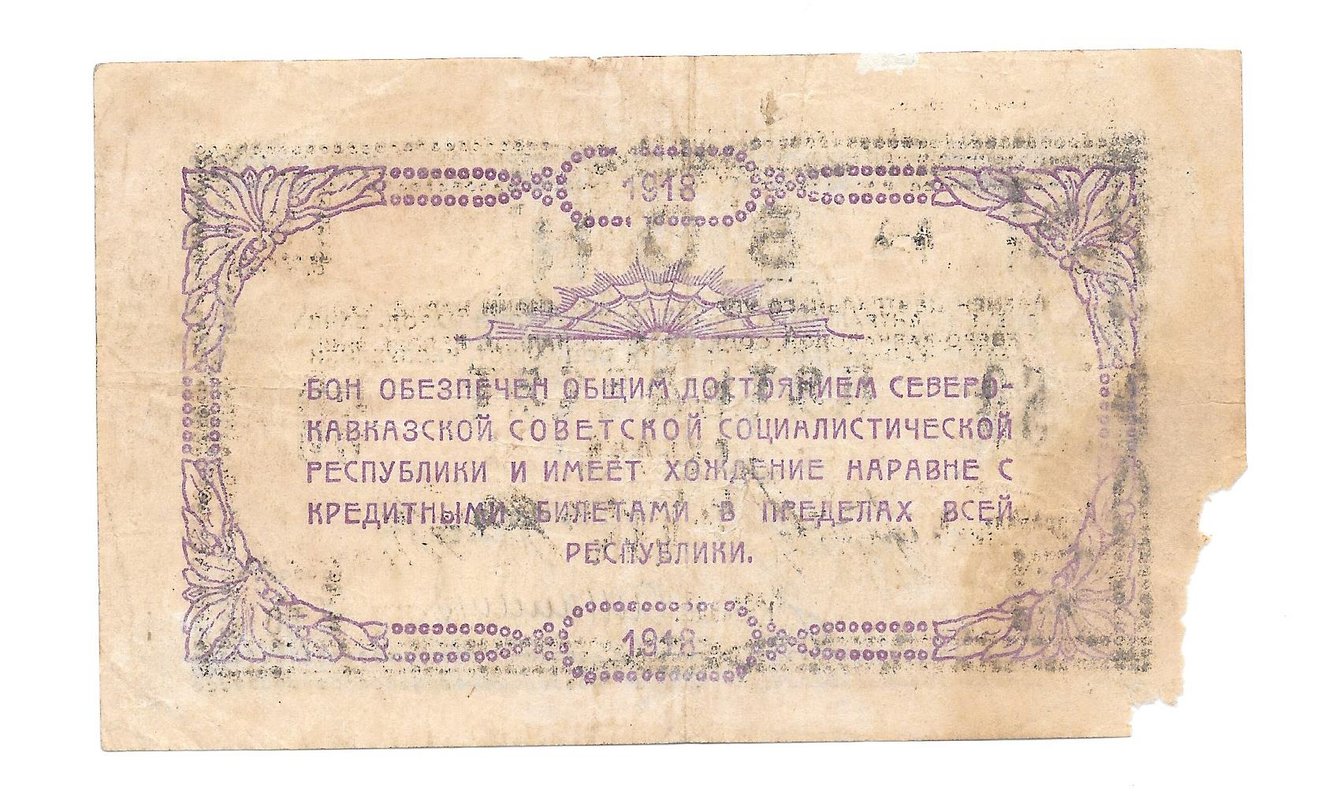 1918
БОН ОБЕЗПЕЧЕН ОБЩИМ ДОСТОЯНИЕМ СЕВЕРО-
КАВКАЗСКОЙ СОВЕТСКОЙ СОЦИАЛИСТИЧЕСКОЙ
РЕСПУБЛИКИ И ИМЕЕТ ХОЖДЕНИЕ НАРАВНЕ С
КРЕДИТНЫМИ БИЛЕТАМИ В ПРЕДЕЛАХ ВСЕЙ
РЕСПУБЛИКИ.
1918